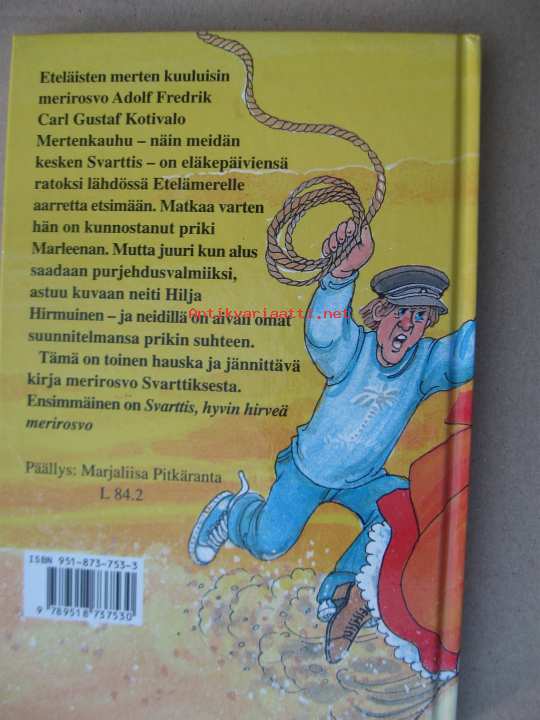 Eteläisten merten kuuluisin
merirosvo Adolf Fredrik
Carl Gustaf Kotivalo
Mertenkauhu – näin meidän
kesken Svarttis – on eläkepäiviensä
ratoksi lähdössä Etelämerelle
aarretta etsimään. Matkaa varten
hän on kunnostanut priki
Marleenan. Mutta juuri kun alus
saadaan purjehdusvalmiiksi,
astuu kuvaan neiti Hilja
Antikvariaatti.net
Hirmuinen – ja neidillä on aivan omat
suunnitelmansa prikin suhteen.
Tämä on toinen hauska ja jännittävä
kirja merirosvo Svarttiksesta.
Ensimmäinen on Svarttis, hyvin hirveä
merirosvo
Päällys: Marjaliisa Pitkäranta
L 84.2
ISBN 951-873-753-3
9 789518 737530